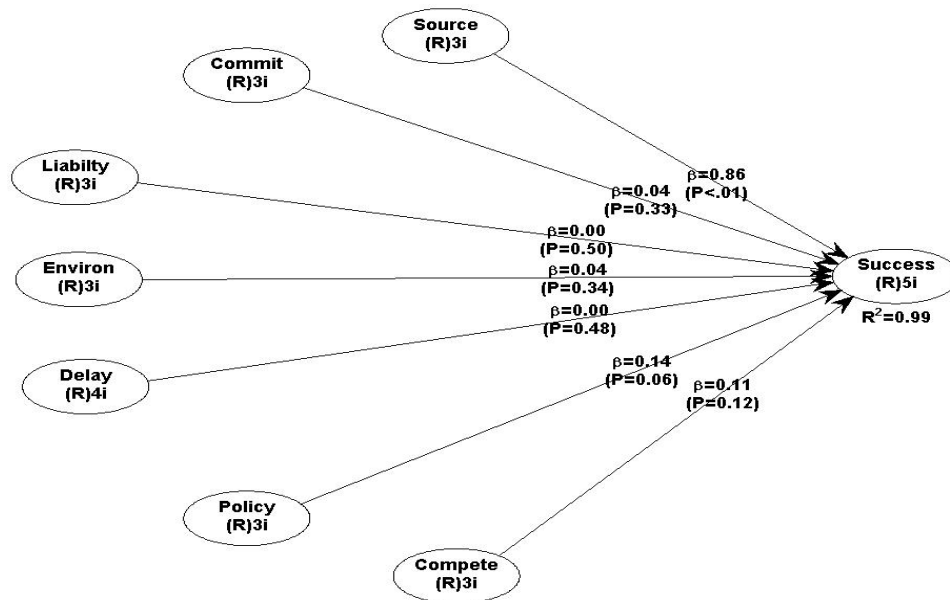 Source
(R)3i
Commit
(R)3i
Liabilty
(R)3i
Environ
(R)3i
Delay
(R)4i
Policy
(R)3i
Compete
(R)3i
β=0.86
(P<.01)
β=0.04
(P=0.33)
β=0.00
(P=0.50)
β=0.04
(P=0.34)
β=0.00
(P=0.48)
β=0.14
(P=0.06)
β=0.11
(P=0.12)
Success
(R)5i
R²=0.99